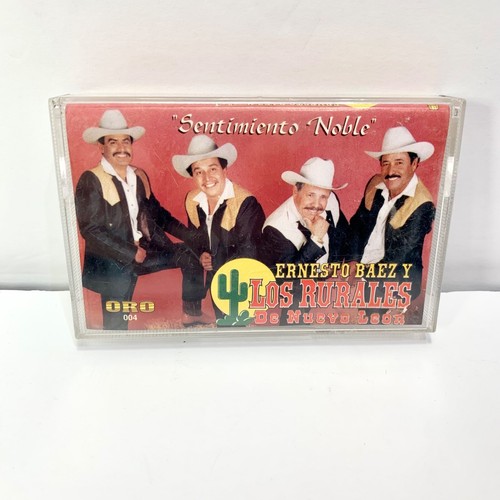 "Sentimiento Noble"
ERNESTO BAEZ Y
LOS RURALES
De Nuevo León
ORO
004